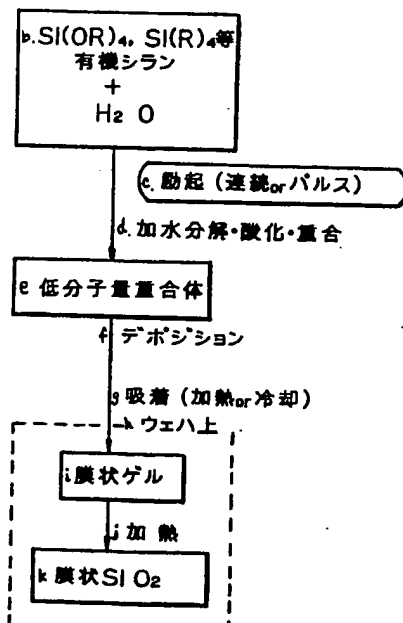 b. SI(OR)₄, SI(R)₄等
有機シラン
+
H₂O
c. 励起 (連続orパルス)
d. 加水分解・酸化・重合
e 低分子量重合体
f デポジション
g 吸着 (加熱or冷却)
h ウェハ上
i 膜状ゲル
j 加熱
k 膜状SIO₂